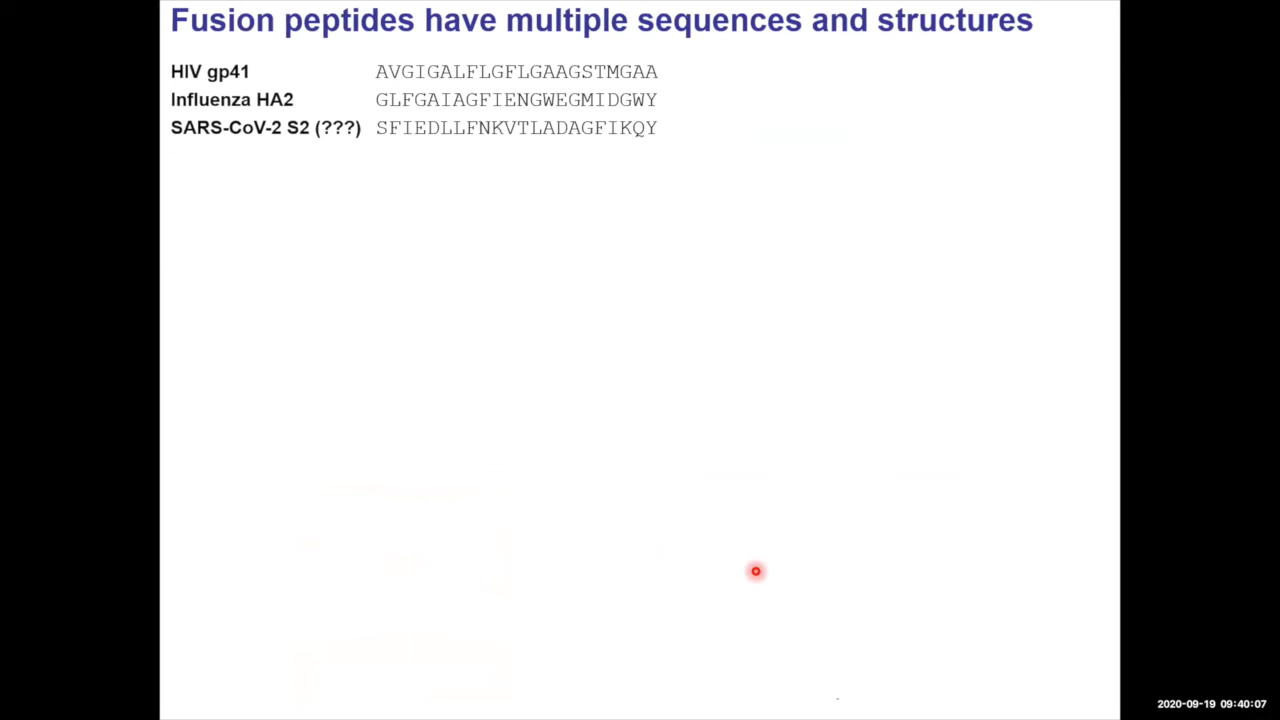 Fusion peptides have multiple sequences and structures
HIV gp41 AVGIGALFLGFLGAAGSTMGAA
Influenza HA2 GLFGAIAGFIENGWEGMIDGWY
SARS-CoV-2 S2 (???) SFIEDLLFNKVTLADAGFIKQY
2020-09-19 09:40:07